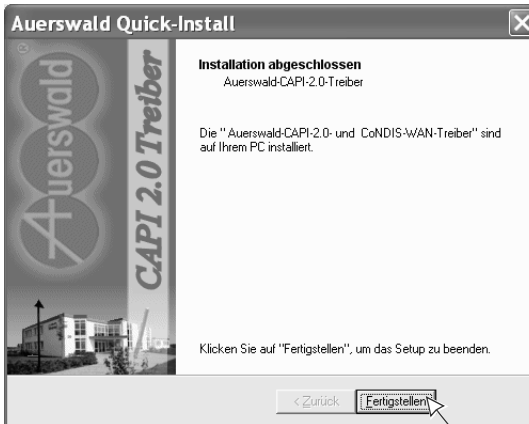 Auerswald Quick-Install
Auerswald
CAPI 2.0 Treiber
Installation abgeschlossen
Auerswald-CAPI-2.0-Treiber
Die "Auerswald-CAPI-2.0- und CoNDIS-WAN-Treiber" sind
auf Ihrem PC installiert.
Klicken Sie auf "Fertigstellen", um das Setup zu beenden.
< Zurück
Fertigstellen